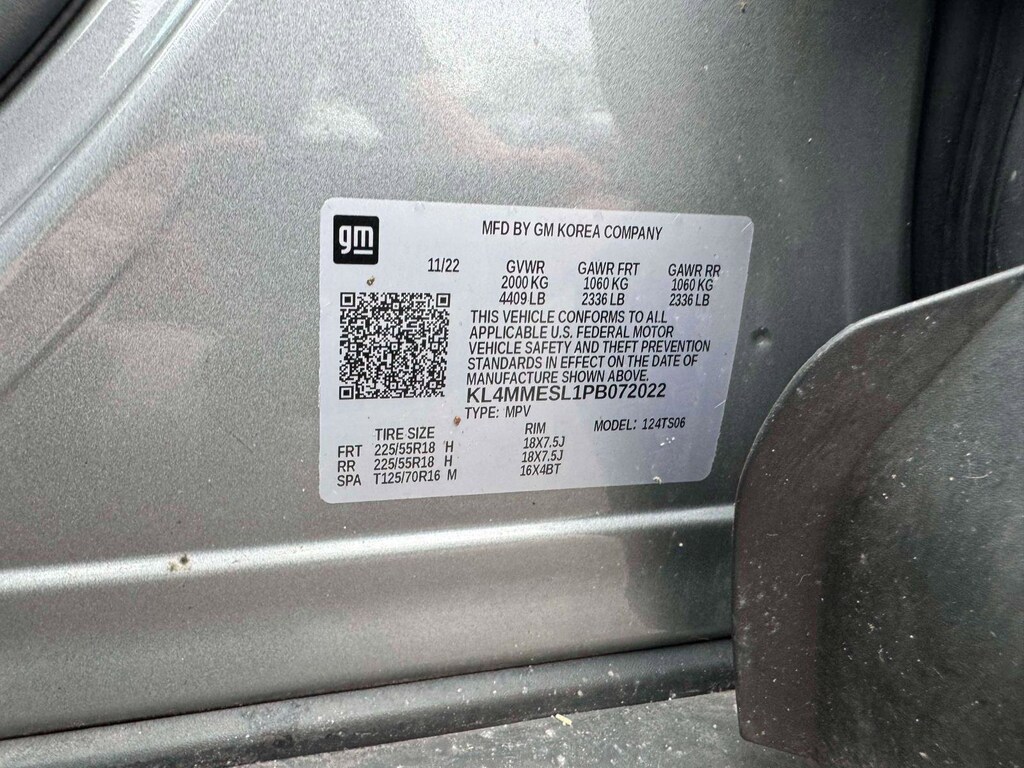 gm
MFD BY GM KOREA COMPANY
11/22 GVWR GAWR FRT GAWR RR
2000 KG 1060 KG 1060 KG
4409 LB 2336 LB 2336 LB
THIS VEHICLE CONFORMS TO ALL
APPLICABLE U.S. FEDERAL MOTOR
VEHICLE SAFETY AND THEFT PREVENTION
STANDARDS IN EFFECT ON THE DATE OF
MANUFACTURE SHOWN ABOVE.
KL4MMESL1PB072022
TYPE: MPV MODEL: 124TS06
TIRE SIZE RIM
FRT 225/55R18 H 18X7.5J
RR 225/55R18 H 18X7.5J
SPA T125/70R16 M 16X4BT